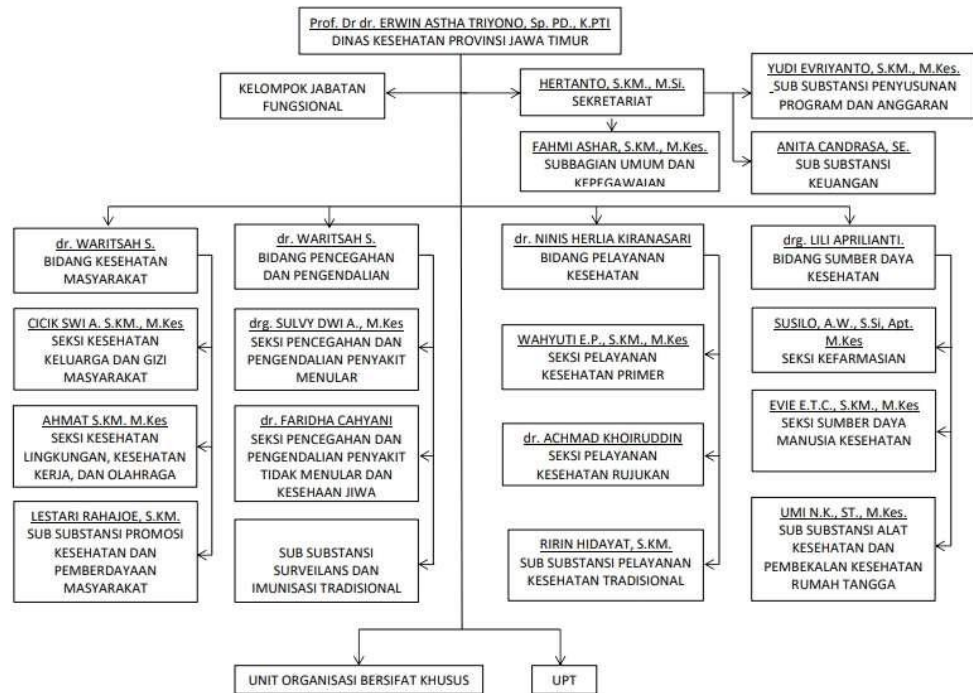 Prof. Dr dr. ERWIN ASTHA TRIYONO, Sp. PD., K.PTI
DINAS KESEHATAN PROVINSI JAWA TIMUR
KELOMPOK JABATAN
FUNGSIONAL
HERTANTO, S.KM., M.Si.
SEKRETARIAT
YUDI EVRIYANTO, S.KM., M.Kes.
SUB SUBSTANSI PENYUSUNAN
PROGRAM DAN ANGGARAN
FAHMI ASHAR, S.KM., M.Kes.
SUBBAGIAN UMUM DAN
KEPEGAWAIAN
ANITA CANDRASA, SE.
SUB SUBSTANSI
KEUANGAN
dr. WARITSAH S.
BIDANG KESEHATAN
MASYARAKAT
CICIK SWI A. S.KM., M.Kes
SEKSI KESEHATAN
KELUARGA DAN GIZI
MASYARAKAT
AHMAT S.KM. M.Kes
SEKSI KESEHATAN
LINGKUNGAN, KESEHATAN
KERJA, DAN OLAHRAGA
LESTARI RAHAJOE, S.KM.
SUB SUBSTANSI PROMOSI
KESEHATAN DAN
PEMBERDAYAAN
MASYARAKAT
dr. WARITSAH S.
BIDANG PENCEGAHAN
DAN PENGENDALIAN
drg. SULVY DWI A., M.Kes
SEKSI PENCEGAHAN DAN
PENGENDALIAN PENYAKIT
MENULAR
dr. FARIDHA CAHYANI
SEKSI PENCEGAHAN DAN
PENGENDALIAN PENYAKIT
TIDAK MENULAR DAN
KESEHAAN JIWA
SUB SUBSTANSI
SURVEILANS DAN
IMUNISASI TRADISIONAL
dr. NINIS HERLIA KIRANASARI
BIDANG PELAYANAN
KESEHATAN
WAHYUTI E.P., S.KM., M.Kes
SEKSI PELAYANAN
KESEHATAN PRIMER
dr. ACHMAD KHOIRUDDIN
SEKSI PELAYANAN
KESEHATAN RUJUKAN
RIRIN HIDAYAT, S.KM.
SUB SUBSTANSI PELAYANAN
KESEHATAN TRADISIONAL
drg. LILI APRILIANTI.
BIDANG SUMBER DAYA
KESEHATAN
SUSILO, A.W., S.Si, Apt.
M.Kes
SEKSI KEFARMASIAN
EVIE E.T.C., S.KM., M.Kes
SEKSI SUMBER DAYA
MANUSIA KESEHATAN
UMI N.K., ST., M.Kes.
SUB SUBSTANSI ALAT
KESEHATAN DAN
PEMBEKALAN KESEHATAN
RUMAH TANGGA
UNIT ORGANISASI BERSIFAT KHUSUS
UPT